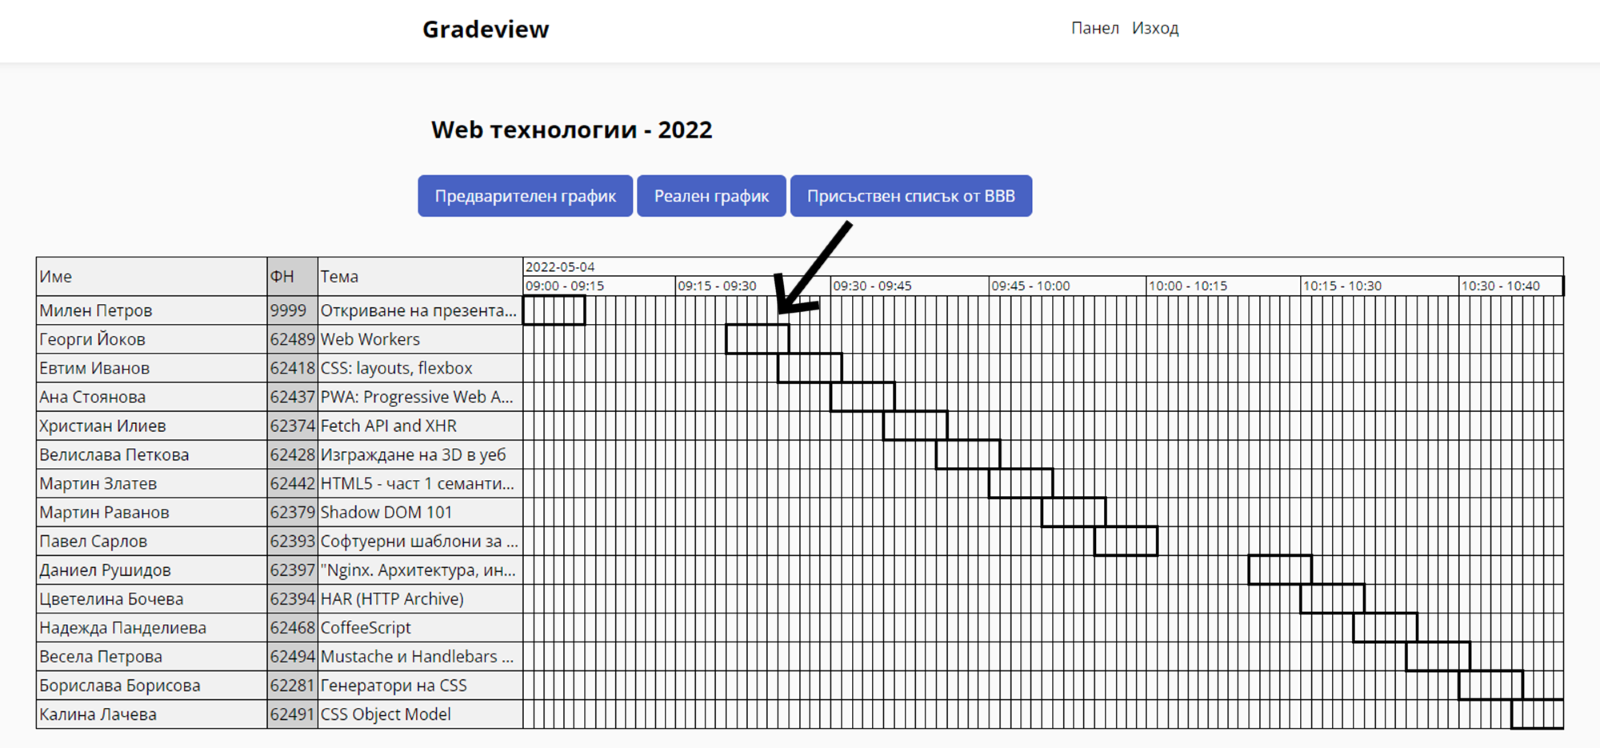 Gradeview
Панел Изход
Web технологии - 2022
Предварителен график Реален график Присъствен списък от BBB
Име ФН Тема 2022-05-04
09:00 - 09:15 09:15 - 09:30 09:30 - 09:45 09:45 - 10:00 10:00 - 10:15 10:15 - 10:30 10:30 - 10:40
Милен Петров 9999 Откриване на презента...
Георги Йоков 62489 Web Workers
Евтим Иванов 62418 CSS: layouts, flexbox
Ана Стоянова 62437 PWA: Progressive Web A...
Христиан Илиев 62374 Fetch API and XHR
Велислава Петкова 62428 Изграждане на 3D в уеб
Мартин Златев 62442 HTML5 - част 1 семанти...
Мартин Раванов 62379 Shadow DOM 101
Павел Сарлов 62393 Софтуерни шаблони за ...
Даниел Рушидов 62397 "Nginx. Архитектура, ин...
Цветелина Бочева 62394 HAR (HTTP Archive)
Надежда Панделиева 62468 CoffeeScript
Весела Петрова 62494 Mustache и Handlebars ...
Борислава Борисова 62281 Генератори на CSS
Калина Лачева 62491 CSS Object Model